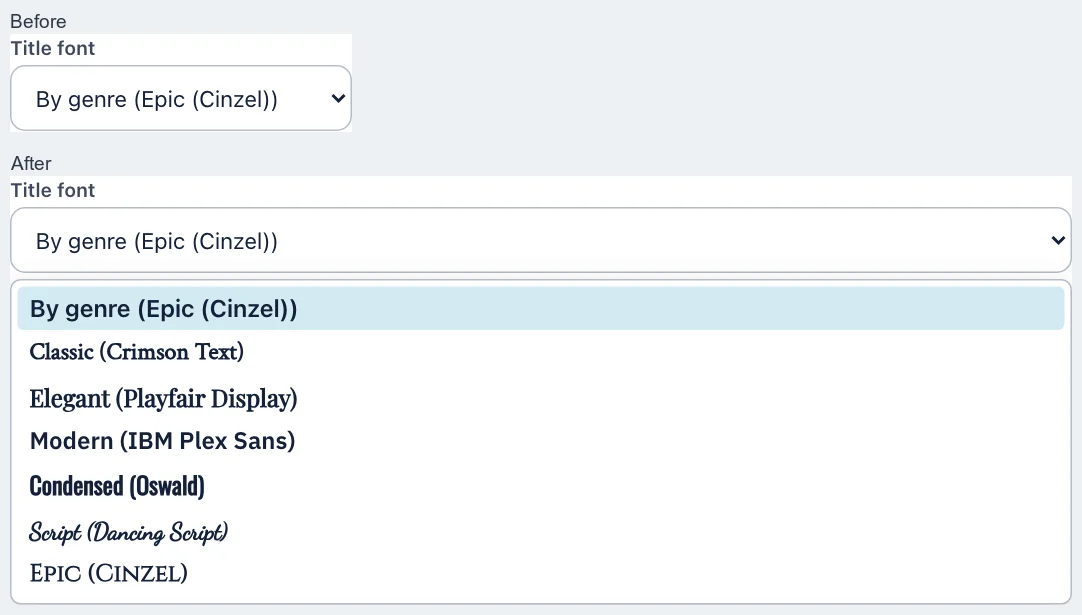 Before
Title font
By genre (Epic (Cinzel))
After
Title font
By genre (Epic (Cinzel))
By genre (Epic (Cinzel))
Classic (Crimson Text)
Elegant (Playfair Display)
Modern (IBM Plex Sans)
Condensed (Oswald)
Script (Dancing Script)
Epic (Cinzel)